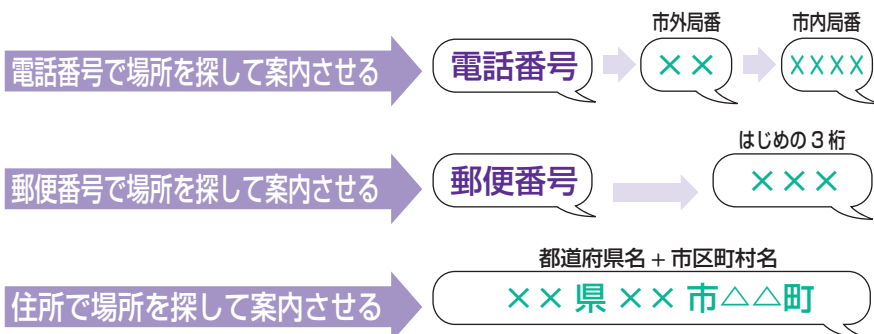 市外局番
市内局番
電話番号で場所を探して案内させる
電話番号
××
××××
はじめの3桁
郵便番号で場所を探して案内させる
郵便番号
×××
都道府県名+市区町村名
住所で場所を探して案内させる
××県××市△△町